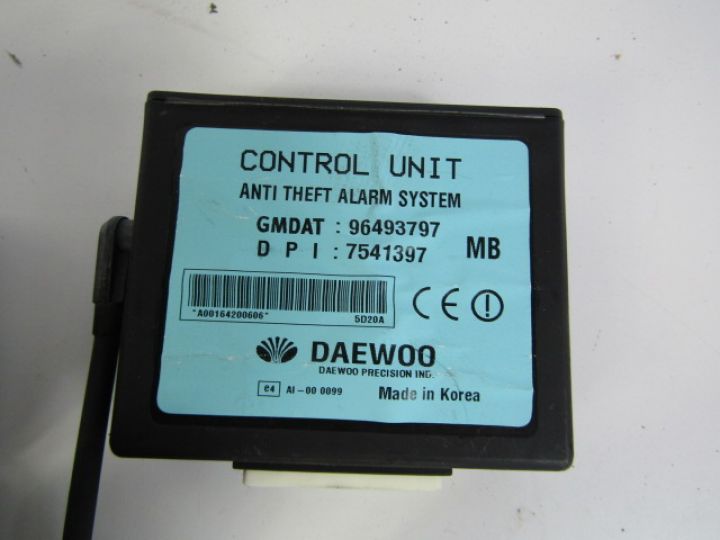 CONTROL UNIT
ANTI THEFT ALARM SYSTEM
GMDAT : 96493797
D P I : 7541397 MB
"A00164200606" 5D20A
CE
DAEWOO
DAEWOO PRECISION IND.
e4 AI-00 0099 Made in Korea